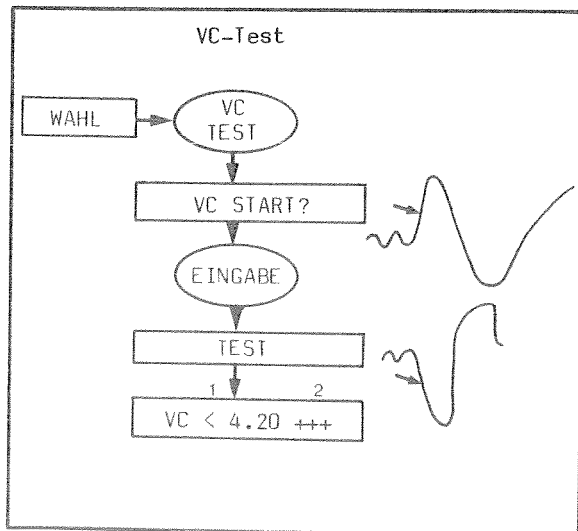 VC-Test
WAHL
VC
TEST
VC START?
EINGABE
TEST
1 2
VC < 4.20 +++